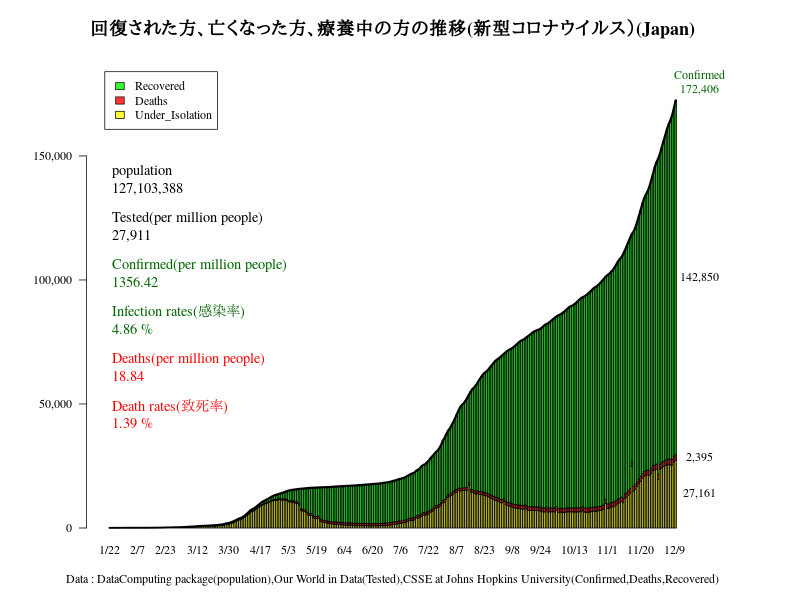 回復された方、亡くなった方、療養中の方の推移(新型コロナウイルス)(Japan)
Confirmed
172,406
Recovered
Deaths
Under_Isolation
150,000
population
127,103,388
Tested(per million people)
27,911
Confirmed(per million people)
1356.42
100,000
142,850
Infection rates(感染率)
4.86 %
Deaths(per million people)
18.84
Death rates(致死率)
1.39 %
50,000
2,395
27,161
0
1/22 2/7 2/23 3/12 3/30 4/17 5/3 5/19 6/4 6/20 7/6 7/22 8/7 8/23 9/8 9/24 10/13 11/1 11/20 12/9
Data : DataComputing package(population),Our World in Data(Tested),CSSE at Johns Hopkins University(Confirmed,Deaths,Recovered)